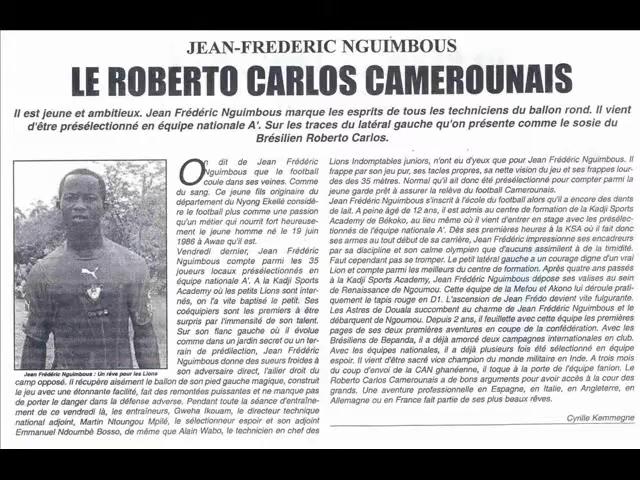 JEAN-FREDERIC NGUIMBOUS
LE ROBERTO CARLOS CAMEROUNAIS
Il est jeune et ambitieux. Jean Frédéric Nguimbous marque les esprits de tous les techniciens du ballon rond. Il vient
d'être présélectionné en équipe nationale A'. Sur les traces du latéral gauche qu'on présente comme le sosie du
Brésilien Roberto Carlos.
Jean Frédéric Nguimbous : Un rêve pour les Lions
On dit de Jean Frédéric
Nguimbous que le football
coule dans ses veines. Comme
du sang. Ce jeune fils originaire du
département du Nyong Ekellé considè-
re le football plus comme une passion
qu'un métier qui nourrit fort heureuse-
ment le jeune homme né le 19 juin
1986 à Awae qu'il est.
Vendredi dernier, Jean Frédéric
Nguimbous compte parmi les 35
joueurs locaux présélectionnés en
équipe nationale A'. A la Kadji Sports
Academy où les petits Lions sont inter-
nés, on l'a vite baptisé le petit. Ses
coéquipiers sont les premiers à être
surpris par l'immensité de son talent.
Sur son flanc gauche où il évolue
comme dans un jardin secret ou un ter-
rain de prédilection, Jean Frédéric
Nguimbous donne des sueurs froides à
son adversaire direct, l'ailier droit du
camp opposé. Il récupère aisément le ballon de son pied gauche magique, construit
le jeu avec une étonnante facilité, fait des remontées puissantes et ne manque pas
de porter le danger dans la défense adverse. Pendant toute la séance d'entraîne-
ment de ce vendredi là, les entraîneurs, Gweha Ikouam, le directeur technique
national adjoint, Martin Ntoungou Mpilé, le sélectionneur espoir et son adjoint
Emmanuel Ndoumbè Bosso, de même que Alain Wabo, le technicien en chef des
Lions Indomptables juniors, n'ont eu d'yeux que pour Jean Frédéric Nguimbous. Il
frappe par son jeu pur, ses tacles propres, sa nette vision du jeu et ses frappes lour-
des des 35 mètres. Normal qu'il ait donc été présélectionné pour compter parmi la
jeune garde prêt à assurer la relève du football Camerounais.
Jean Frédéric Nguimbous s'inscrit à l'école du football alors qu'il a encore des dents
de lait. A peine âgé de 12 ans, il est admis au centre de formation de la Kadji Sports
Academy de Békoko, au lieu même où il vient d'entrer en stage avec les présélec-
tionnés de l'équipe nationale A'. Dès ses premières heures à la KSA où il fait donc
ses armes au tout début de sa carrière, Jean Frédéric impressionne ses encadreurs
par sa discipline et son calme olympien que d'aucuns assimilent à de la timidité.
Faut cependant pas se tromper. Le petit latéral gauche a un courage digne d'un vrai
Lion et compte parmi les meilleurs du centre de formation. Après quatre ans passés
à la Kadji Sports Academy, Jean Frédéric Nguimbous dépose ses valises au sein
de Renaissance de Ngoumou. Cette équipe de la Mefou et Akono lui déroule prati-
quement le tapis rouge en D1. L'ascension de Jean Frédo devient vite fulgurante.
Les Astres de Douala succombent au charme de Jean Frédéric Nguimbous et le
débarquent de Ngoumou. Depuis 2 ans, il feuillette avec cette équipe les premières
pages de ses deux premières aventures en coupe de la confédération. Avec les
Brésiliens de Bepanda, il a déjà amorcé deux campagnes internationales en club.
Avec les équipes nationales, il a déjà plusieurs fois été sélectionné en équipe
espoir. Il vient d'être sacré champion du monde militaire en Inde. A trois mois
du coup d'envoi de la CAN ghanéenne, il toque à la porte de l'équipe fanion. Le
Roberto Carlos Camerounais a de bons arguments pour avoir accès à la cour des
grands. Une aventure professionnelle en Espagne, en Italie, en Angleterre, en
Allemagne ou en France fait partie de ses plus beaux rêves.
Cyrille Kemmegne